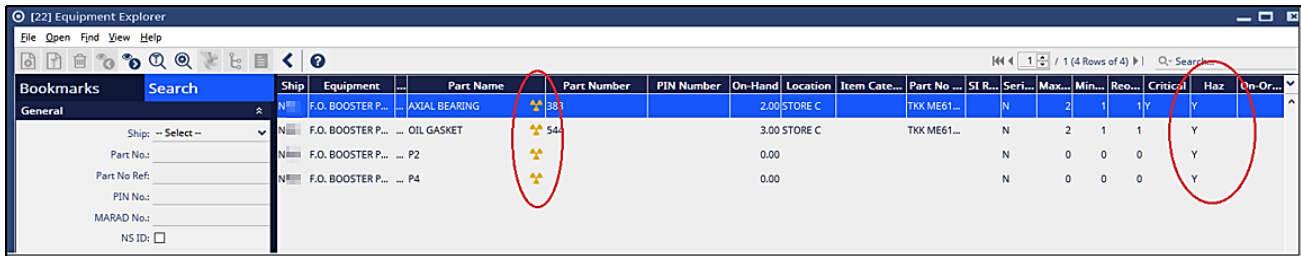 [22] Equipment Explorer
File Open Find View Help
1 / 1 (4 Rows of 4) Search...
Bookmarks Search
General
Ship: -- Select --
Part No.:
Part No Ref:
PIN No.:
MARAD No.:
NS ID:
Ship Equipment ... Part Name Part Number PIN Number On-Hand Location Item Cate... Part No ... SI R... Seri... Max... Min... Reo... Critical Haz On-Or...
N F.O. BOOSTER P... ... AXIAL BEARING 383 2.00 STORE C TKK ME61... N 2 1 1 Y Y
N F.O. BOOSTER P... ... OIL GASKET 544 3.00 STORE C TKK ME61... N 2 1 1 Y
N F.O. BOOSTER P... ... P2 0.00 N 0 0 0 Y
N F.O. BOOSTER P... ... P4 0.00 N 0 0 0 Y